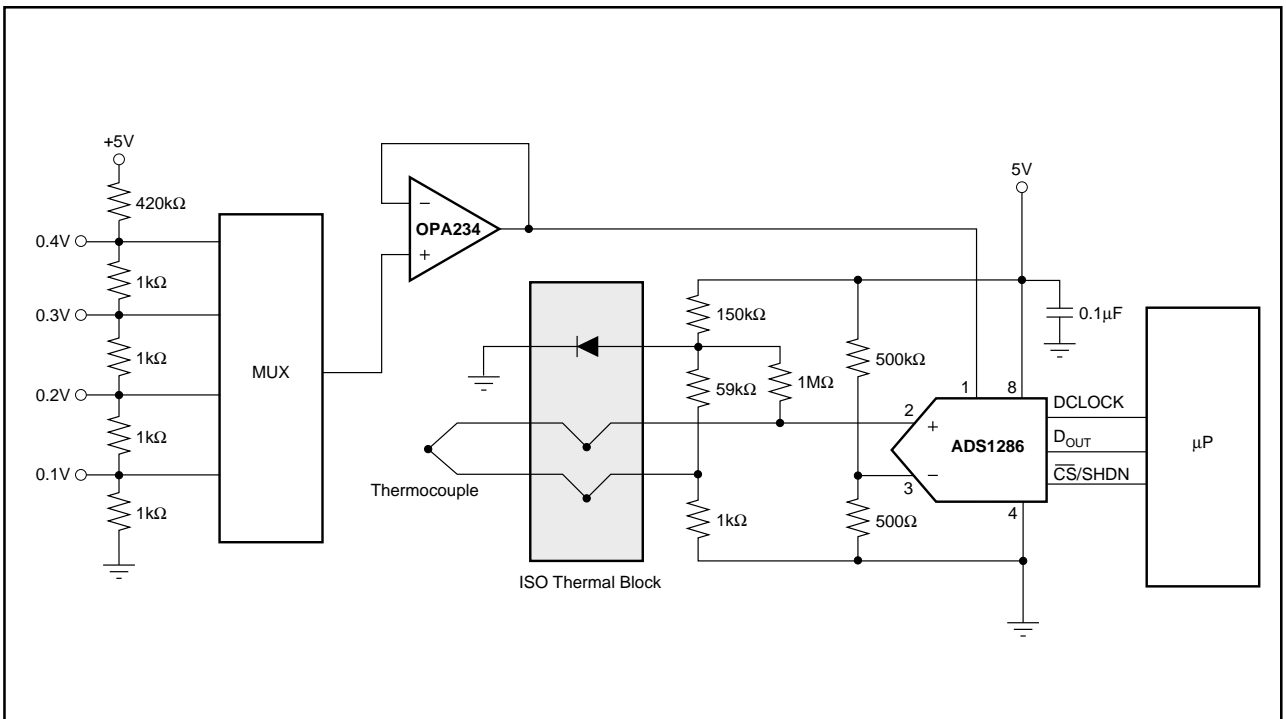 +5V
420kΩ
0.4V
1kΩ
0.3V
1kΩ
0.2V
1kΩ
0.1V
1kΩ
MUX
−
OPA234
+
Thermocouple
ISO Thermal Block
150kΩ
59kΩ
1MΩ
1kΩ
500kΩ
500Ω
5V
0.1µF
1
8
2
+
ADS1286
−
3
4
DCLOCK
DOUT
CS/SHDN
µP